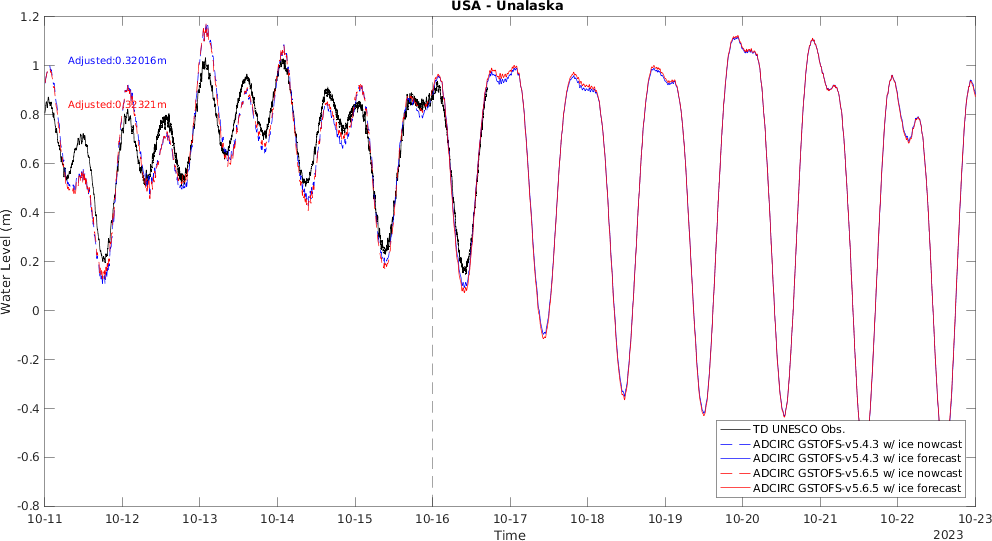 USA - Unalaska
Adjusted:0.32016m
Adjusted:0.32321m
Water Level (m)
1.2
1
0.8
0.6
0.4
0.2
0
-0.2
-0.4
-0.6
-0.8
TD UNESCO Obs.
ADCIRC GSTOFS-v5.4.3 w/ ice nowcast
ADCIRC GSTOFS-v5.4.3 w/ ice forecast
ADCIRC GSTOFS-v5.6.5 w/ ice nowcast
ADCIRC GSTOFS-v5.6.5 w/ ice forecast
10-11 10-12 10-13 10-14 10-15 10-16 10-17 10-18 10-19 10-20 10-21 10-22 10-23
Time
2023